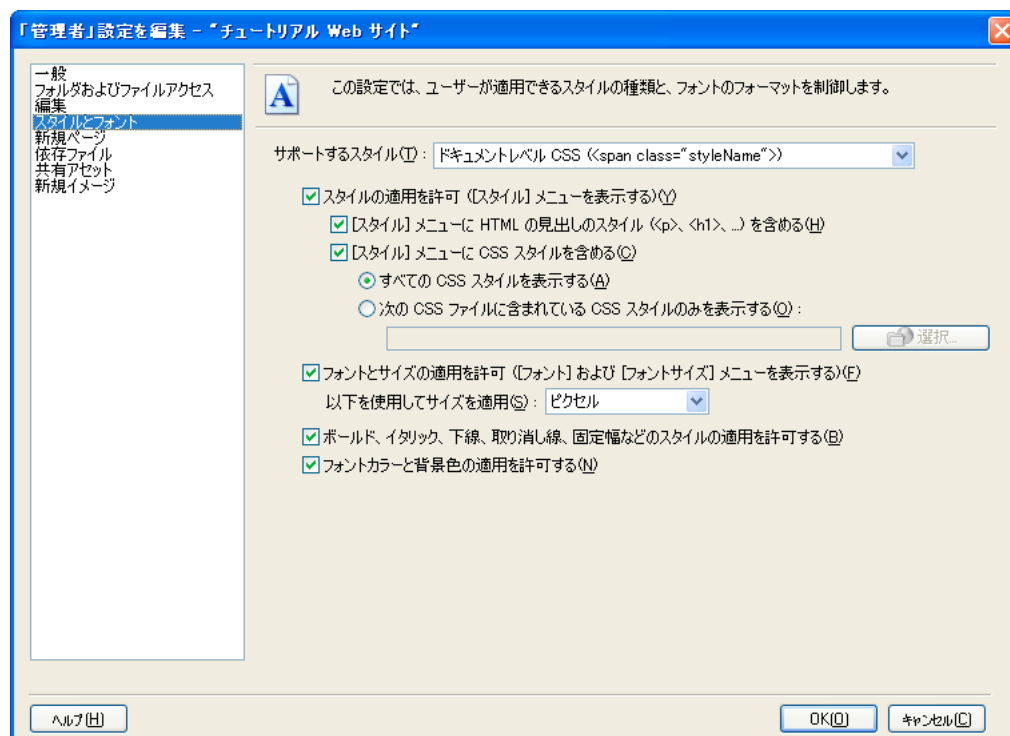 「管理者」設定を編集 - "チュートリアル Web サイト"
一般
フォルダおよびファイルアクセス
編集
スタイルとフォント
新規ページ
依存ファイル
共有アセット
新規イメージ
この設定では、ユーザーが適用できるスタイルの種類と、フォントのフォーマットを制御します。
サポートするスタイル(T): ドキュメントレベル CSS (<span class="styleName">)
スタイルの適用を許可 ([スタイル] メニューを表示する)(Y)
[スタイル] メニューに HTML の見出しのスタイル (<p>、<h1>、...) を含める(H)
[スタイル] メニューに CSS スタイルを含める(C)
すべての CSS スタイルを表示する(A)
次の CSS ファイルに含まれている CSS スタイルのみを表示する(O):
選択...
フォントとサイズの適用を許可 ([フォント] および [フォントサイズ] メニューを表示する)(F)
以下を使用してサイズを適用(S): ピクセル
ボールド、イタリック、下線、取り消し線、固定幅などのスタイルの適用を許可する(B)
フォントカラーと背景色の適用を許可する(N)
ヘルプ(H) OK(O) キャンセル(C)